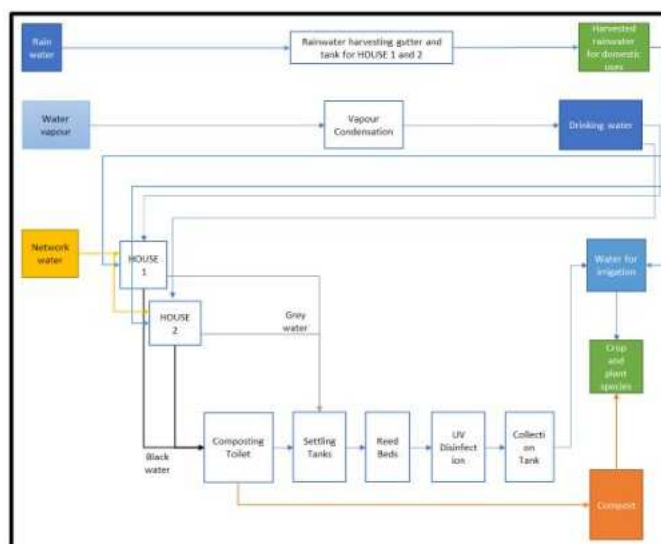 Rain
water
Rainwater harvesting gutter and
tank for HOUSE 1 and 2
Harvested
rainwater
for domestic
uses
Water
vapour
Vapour
Condensation
Drinking water
Network
water
HOUSE
1
Water for
irrigation
HOUSE
2
Grey
water
Crop
and
plant
species
Black
water
Composting
Toilet
Settling
Tanks
Reed
Beds
UV
Disinfect
ion
Collecti
on
Tank
Compost